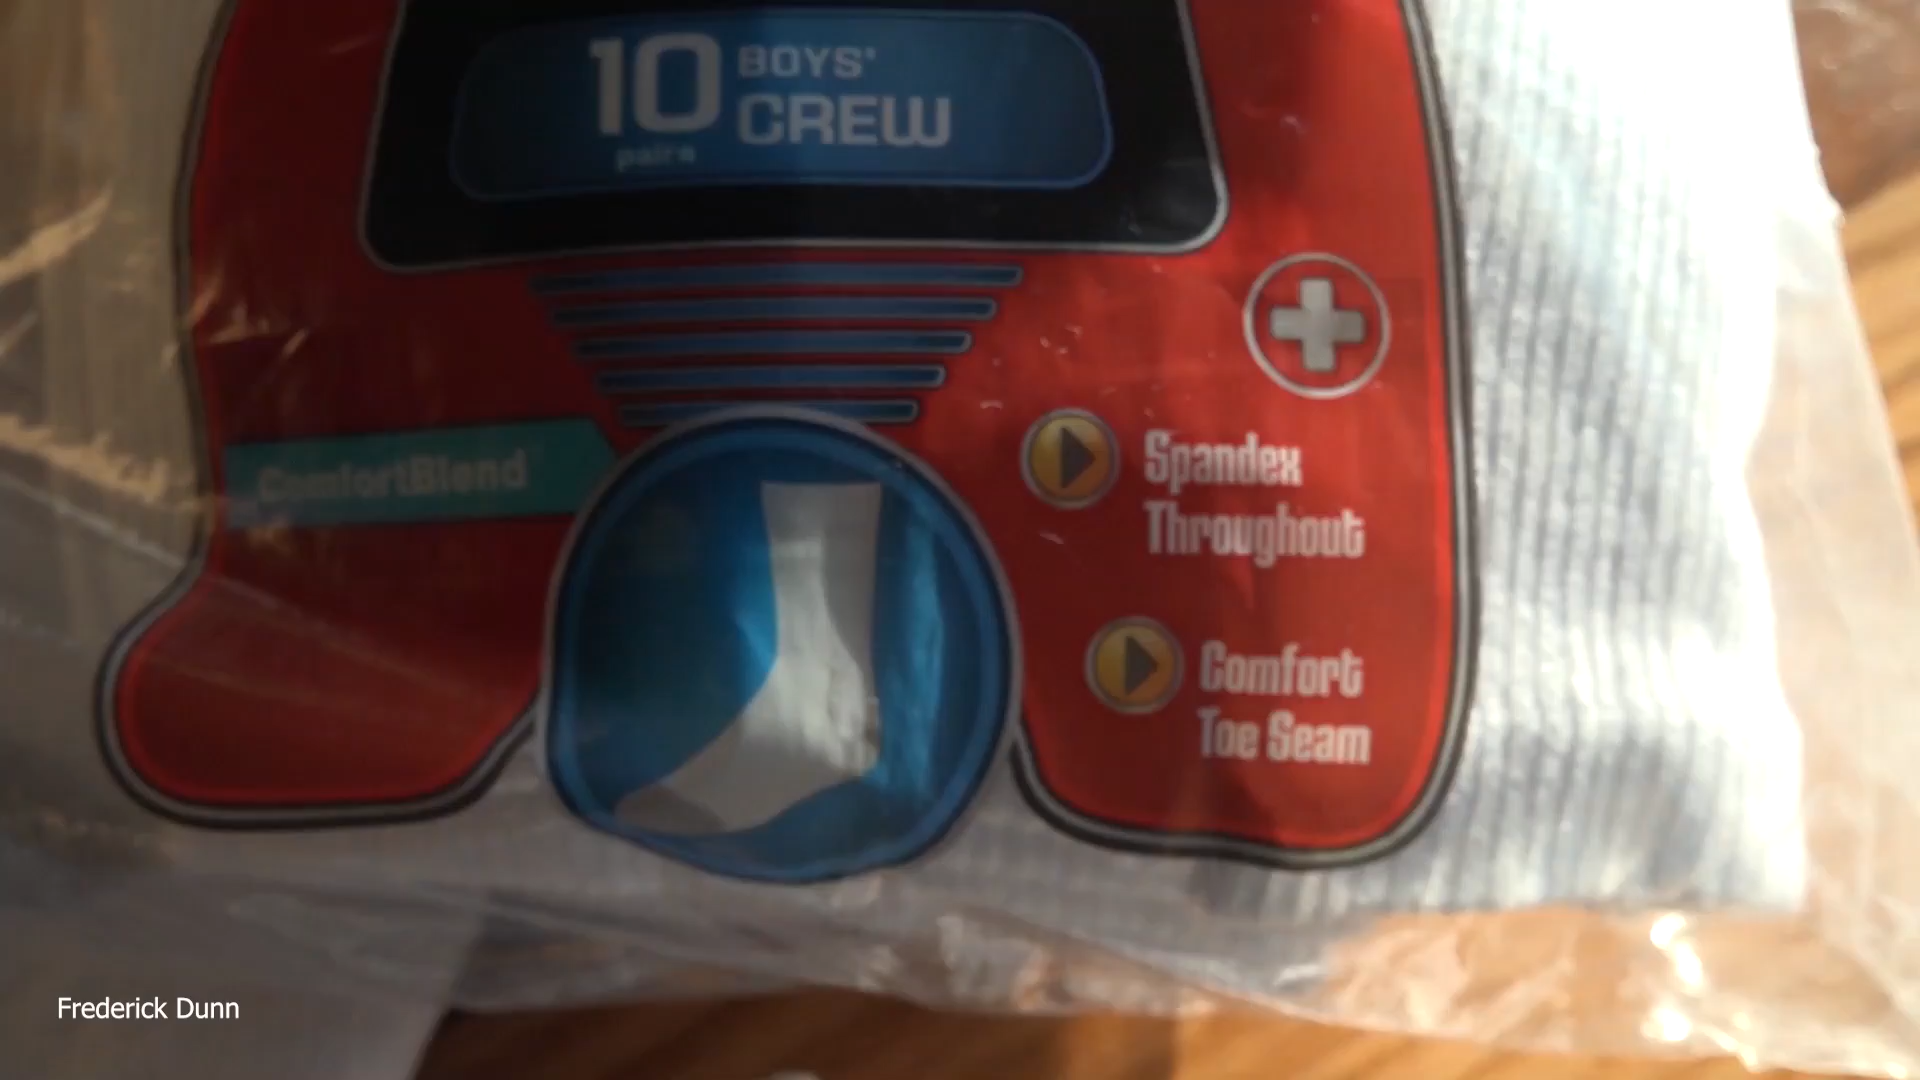 10
BOYS'
CREW
pairs
ComfortBlend
Spandex
Throughout
Comfort
Toe Seam
Frederick Dunn